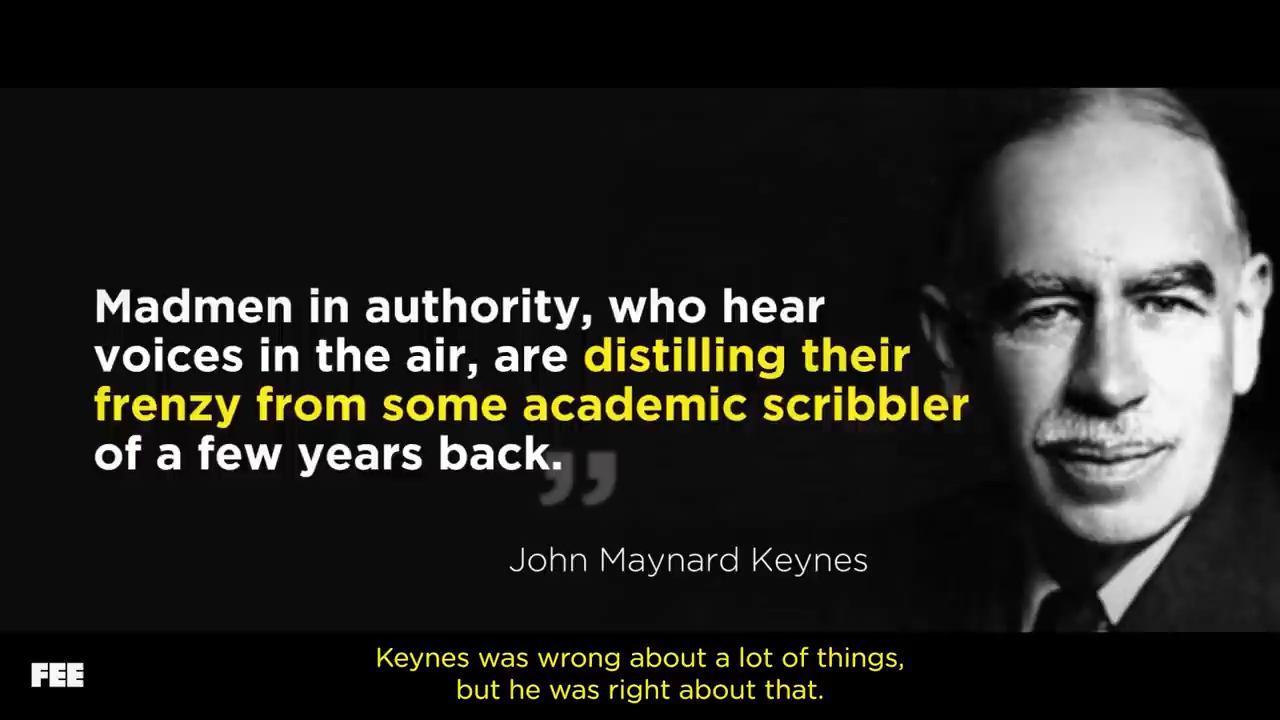 Madmen in authority, who hear
voices in the air, are distilling their
frenzy from some academic scribbler
of a few years back.
”
John Maynard Keynes
FEE
Keynes was wrong about a lot of things,
but he was right about that.